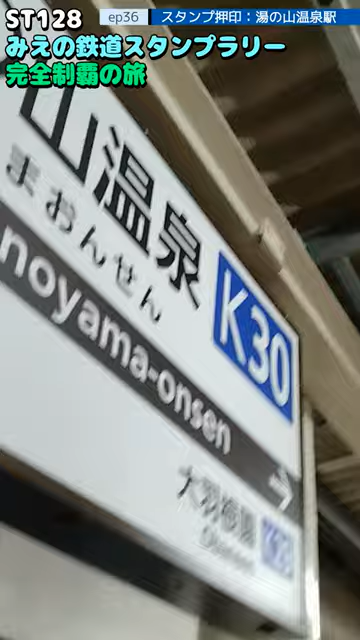 ST128
ep36
スタンプ押印：湯の山温泉駅
みえの鉄道スタンプラリー
完全制覇の旅
山温泉
まおんせん
K30
noyama-onsen
大羽根園